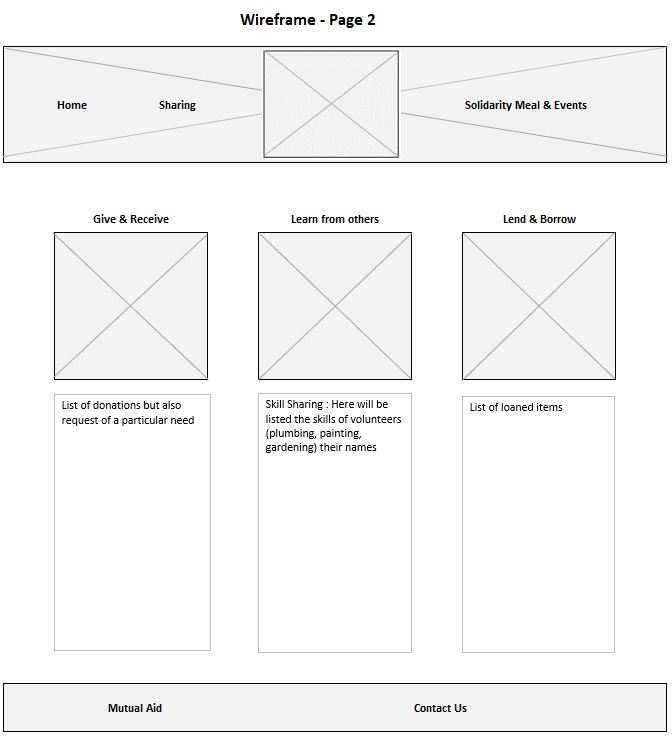 Wireframe - Page 2
Home Sharing Solidarity Meal & Events
Give & Receive
Learn from others
Lend & Borrow
List of donations but also
request of a particular need
Skill Sharing : Here will be
listed the skills of volunteers
(plumbing, painting,
gardening) their names
List of loaned items
Mutual Aid Contact Us